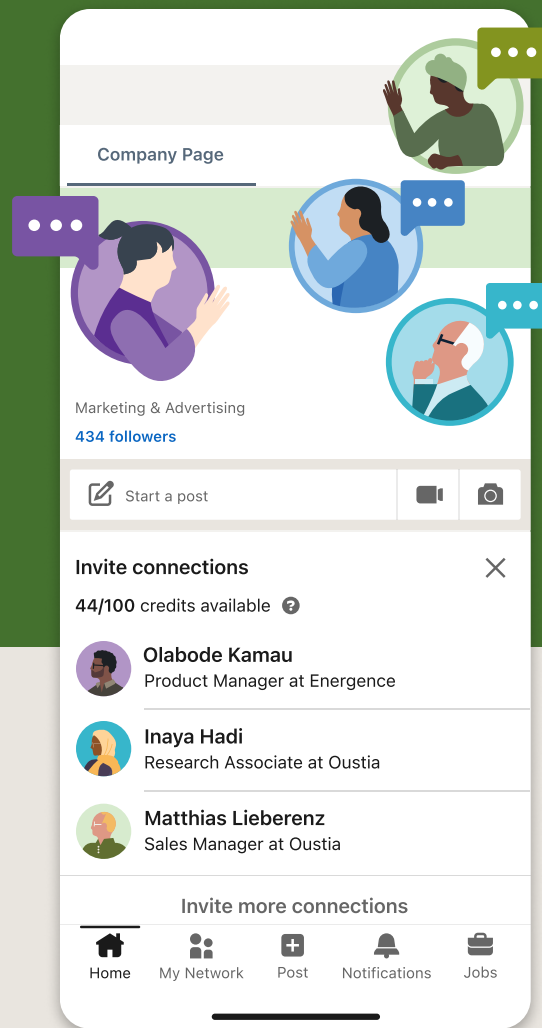 Company Page
Marketing & Advertising
434 followers
Start a post
Invite connections
44/100 credits available ?
Olabode Kamau
Product Manager at Energence
Inaya Hadi
Research Associate at Oustia
Matthias Lieberenz
Sales Manager at Oustia
Invite more connections
Home My Network Post Notifications Jobs